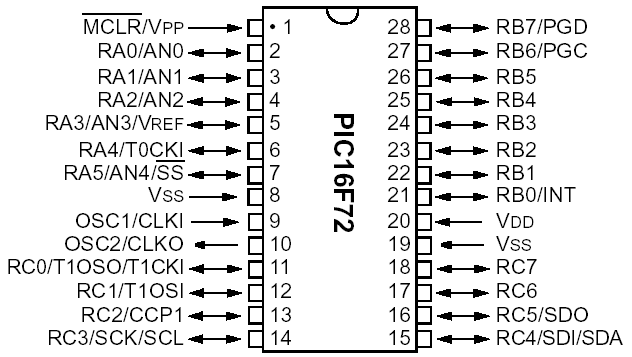 MCLR/VPP 1 28 RB7/PGD
RA0/AN0 2 27 RB6/PGC
RA1/AN1 3 26 RB5
RA2/AN2 4 25 RB4
RA3/AN3/VREF 5 24 RB3
RA4/T0CKI 6 23 RB2
RA5/AN4/SS 7 22 RB1
VSS 8 21 RB0/INT
OSC1/CLKI 9 20 VDD
OSC2/CLKO 10 19 VSS
RC0/T1OSO/T1CKI 11 18 RC7
RC1/T1OSI 12 17 RC6
RC2/CCP1 13 16 RC5/SDO
RC3/SCK/SCL 14 15 RC4/SDI/SDA
PIC16F72